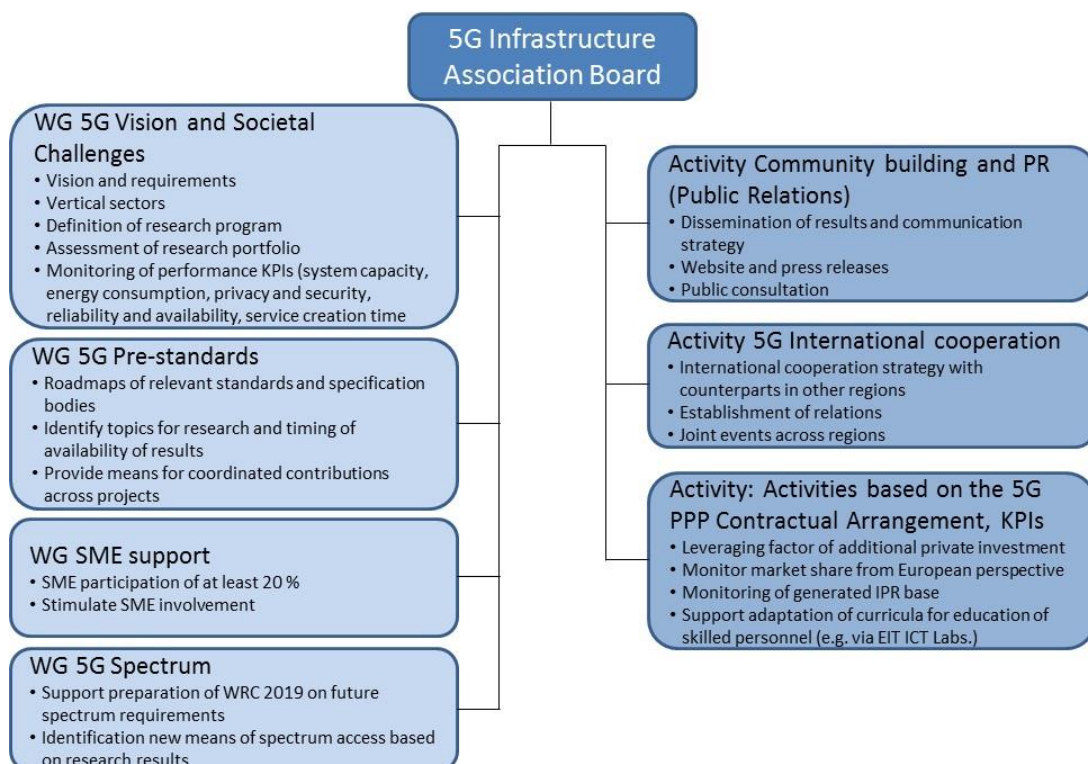 5G Infrastructure
Association Board
WG 5G Vision and Societal
Challenges
• Vision and requirements
• Vertical sectors
• Definition of research program
• Assessment of research portfolio
• Monitoring of performance KPIs (system capacity,
energy consumption, privacy and security,
reliability and availability, service creation time
WG 5G Pre-standards
• Roadmaps of relevant standards and specification
bodies
• Identify topics for research and timing of
availability of results
• Provide means for coordinated contributions
across projects
WG SME support
• SME participation of at least 20 %
• Stimulate SME involvement
WG 5G Spectrum
• Support preparation of WRC 2019 on future
spectrum requirements
• Identification new means of spectrum access based
on research results
Activity Community building and PR
(Public Relations)
• Dissemination of results and communication
strategy
• Website and press releases
• Public consultation
Activity 5G International cooperation
• International cooperation strategy with
counterparts in other regions
• Establishment of relations
• Joint events across regions
Activity: Activities based on the 5G
PPP Contractual Arrangement, KPIs
• Leveraging factor of additional private investment
• Monitor market share from European perspective
• Monitoring of generated IPR base
• Support adaptation of curricula for education of
skilled personnel (e.g. via EIT ICT Labs.)